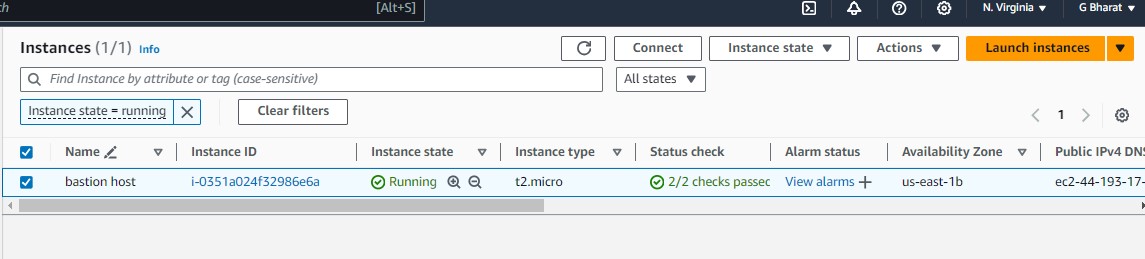 ch [Alt+S] N. Virginia ▼ G Bharat ▼
Instances (1/1) Info Connect Instance state ▼ Actions ▼ Launch instances ▼
Find Instance by attribute or tag (case-sensitive) All states ▼
Instance state = running Clear filters 1
Name Instance ID Instance state Instance type Status check Alarm status Availability Zone Public IPv4 DNS
bastion host i-0351a024f32986e6a Running t2.micro 2/2 checks passec View alarms + us-east-1b ec2-44-193-17-